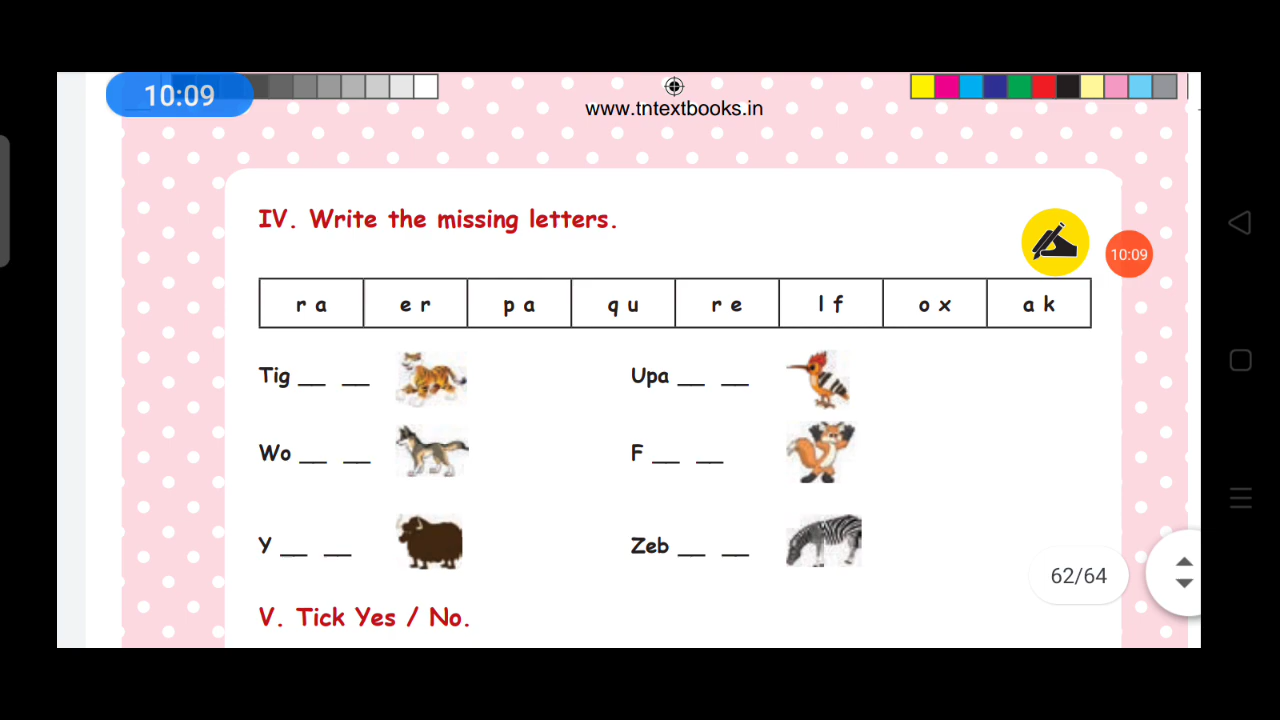 10:09
www.tntextbooks.in
IV. Write the missing letters.
10:09
r a e r p a q u r e l f o x a k
Tig __ __ Upa __ __
Wo __ __ F __ __
Y __ __ Zeb __ __
62/64
V. Tick Yes / No.